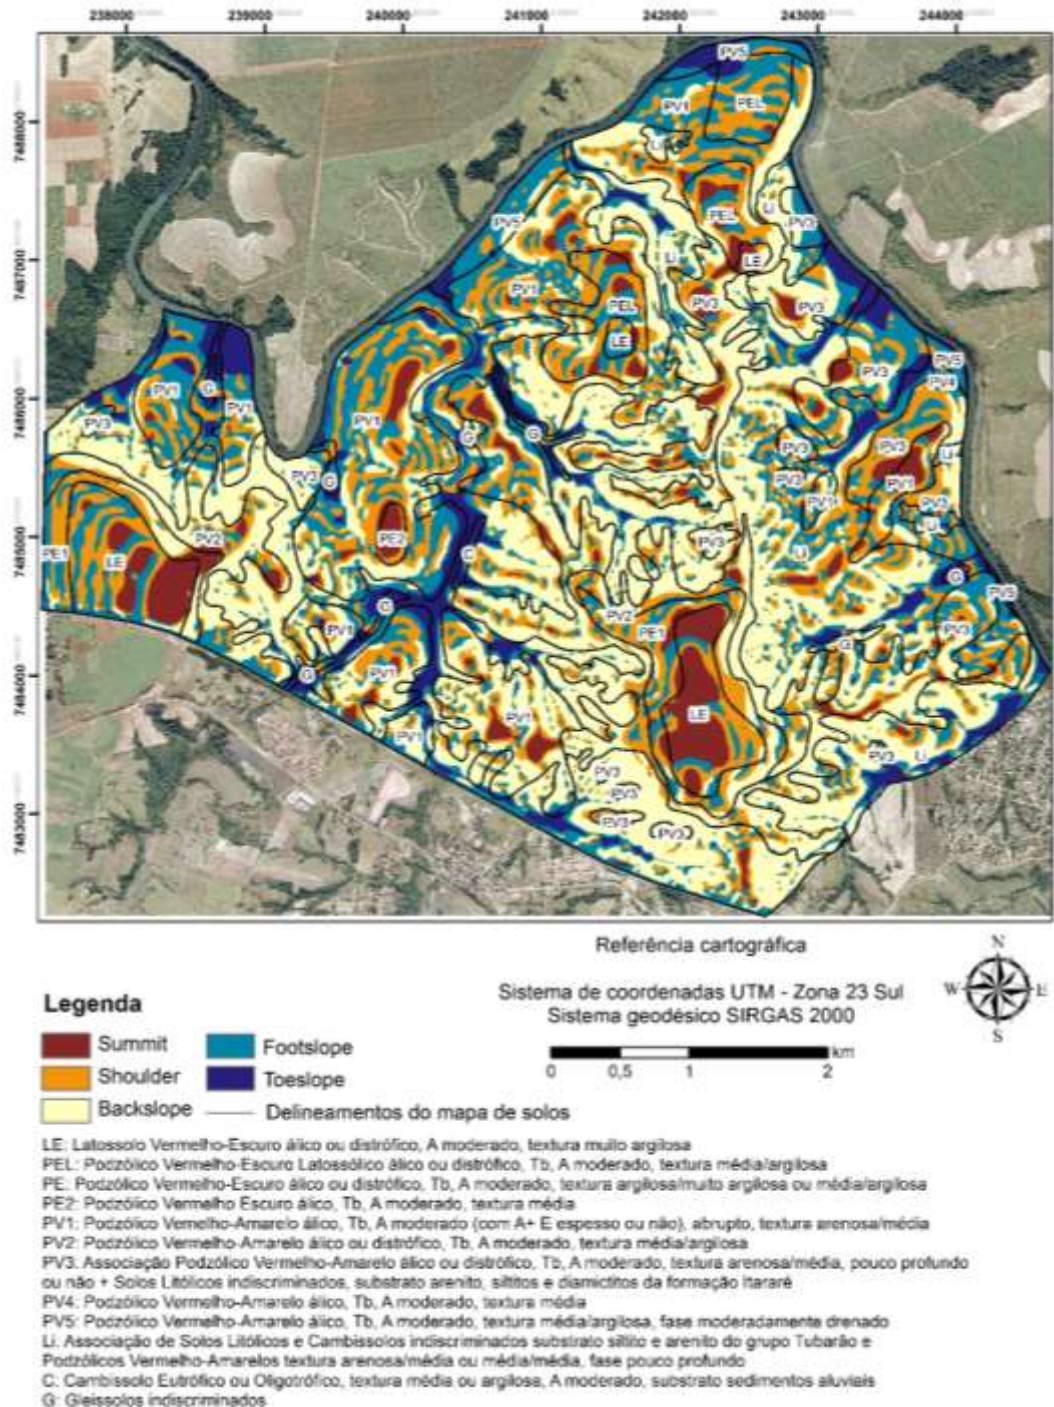 238000 239000 240000 241000 242000 243000 244000
7488000
7487000
7486000
7485000
7484000
7483000
PV5
PV1 PEL
Li
PV5 PEL Li PV3
Li LE
PV1 PEL PV3 PV3
LE
PV1 G PV3 PV5
PV4
PV3 PV1 PV1 G G PV3 PV3 Li
PV3 G PV3 PV1 PV1
PV3
PE1 LE PV2 PE2 C PV3 Li Li
G
C PV2 PV5
PV1 PE1 PV3
G
G PV1
LE
PV1 PV1 PV3 Li
PV3
PV3
PV3 PV3
Referência cartográfica
N
W E
S
Sistema de coordenadas UTM - Zona 23 Sul
Sistema geodésico SIRGAS 2000
km
0 0,5 1 2
Legenda
Summit Footslope
Shoulder Toeslope
Backslope Delineamentos do mapa de solos
LE: Latossolo Vermelho-Escuro álico ou distrófico, A moderado, textura muito argilosa
PEL: Podzólico Vermelho-Escuro Latossólico álico ou distrófico, Tb, A moderado, textura média/argilosa
PE: Podzólico Vermelho-Escuro álico ou distrófico, Tb, A moderado, textura argilosa/muito argilosa ou média/argilosa
PE2: Podzólico Vermelho Escuro álico, Tb, A moderado, textura média
PV1: Podzólico Vemelho-Amarelo álico, Tb, A moderado (com A+ E espesso ou não), abrupto, textura arenosa/média
PV2: Podzólico Vermelho-Amarelo álico ou distrófico, Tb, A moderado, textura média/argilosa
PV3: Associação Podzólico Vermelho-Amarelo álico ou distrófico, Tb, A moderado, textura arenosa/média, pouco profundo
ou não + Solos Litólicos indiscriminados, substrato arenito, siltitos e diamictitos da formação Itararé
PV4: Podzólico Vermelho-Amarelo álico, Tb, A moderado, textura média
PV5: Podzólico Vermelho-Amarelo álico, Tb, A moderado, textura média/argilosa, fase moderadamente drenado
Li: Associação de Solos Litólicos e Cambissolos indiscriminados substrato siltito e arenito do grupo Tubarão e
Podzólicos Vermelho-Amarelos textura arenosa/média ou média/média, fase pouco profundo
C: Cambissolo Eutrófico ou Oligotrófico, textura média ou argilosa, A moderado, substrato sedimentos aluviais
G: Gleissolos indiscriminados